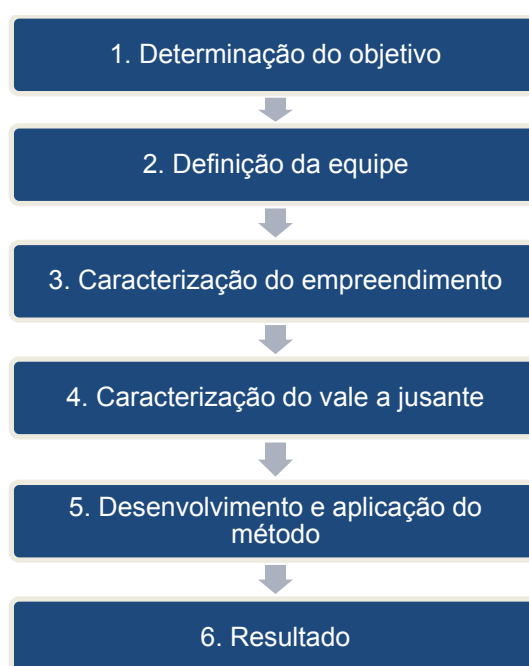 1. Determinação do objetivo
2. Definição da equipe
3. Caracterização do empreendimento
4. Caracterização do vale a jusante
5. Desenvolvimento e aplicação do
método
6. Resultado